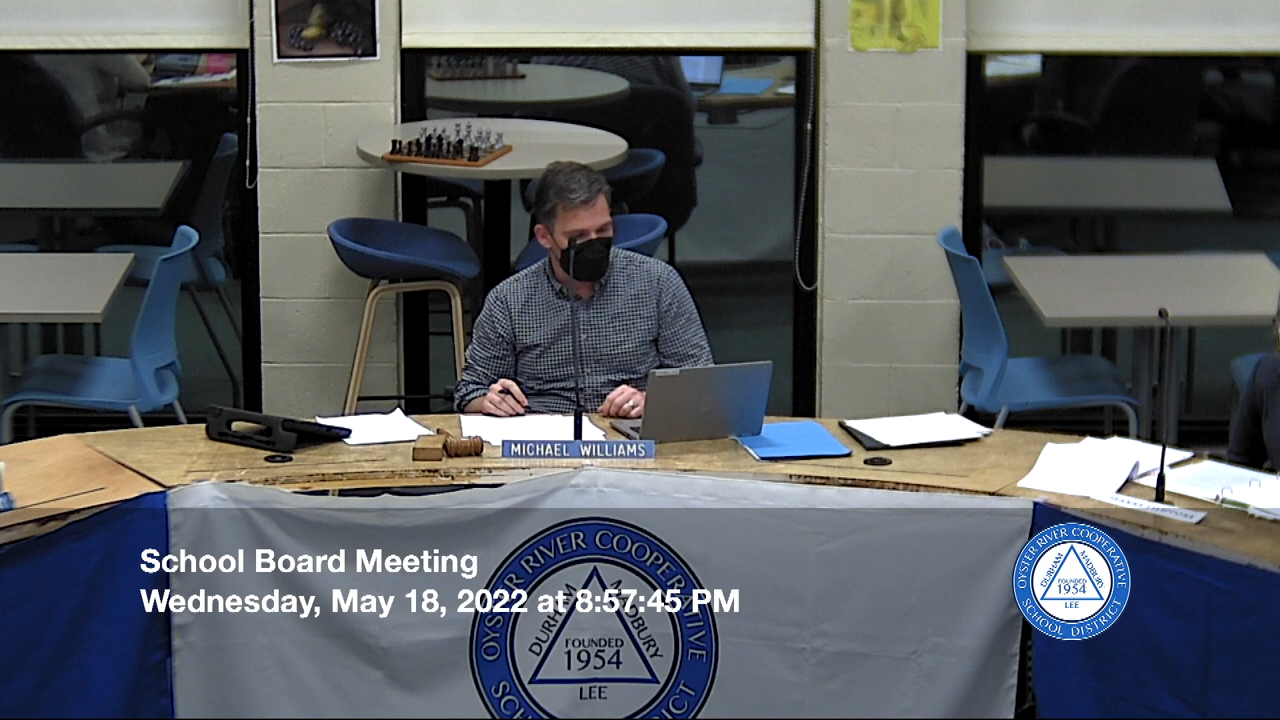 MICHAEL WILLIAMS
School Board Meeting
Wednesday, May 18, 2022 at 8:57:45 PM
OYSTER RIVER COOPERATIVE
DURHAM
MADBURY
FOUNDED
1954
LEE
OYSTER RIVER COOPERATIVE
DURHAM
MADBURY
FOUNDED
1954
LEE
SCHOOL DISTRICT